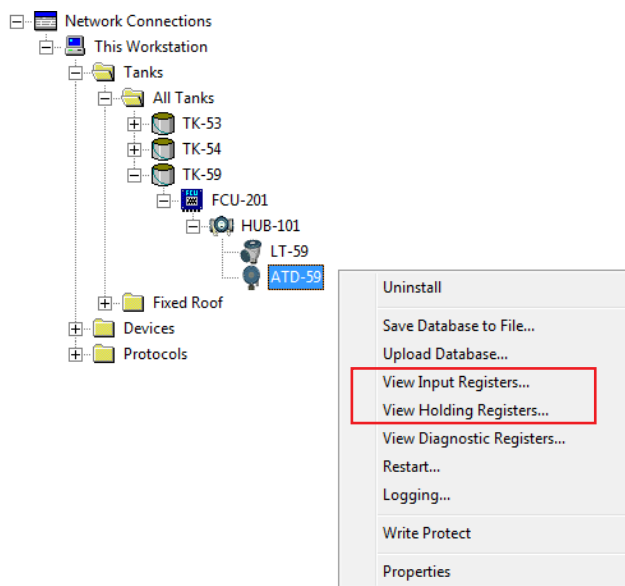 Network Connections
This Workstation
Tanks
All Tanks
TK-53
TK-54
TK-59
FCU
FCU-201
HUB-101
LT-59
ATD-59
Fixed Roof
Devices
Protocols
Uninstall
Save Database to File...
Upload Database...
View Input Registers...
View Holding Registers...
View Diagnostic Registers...
Restart...
Logging...
Write Protect
Properties